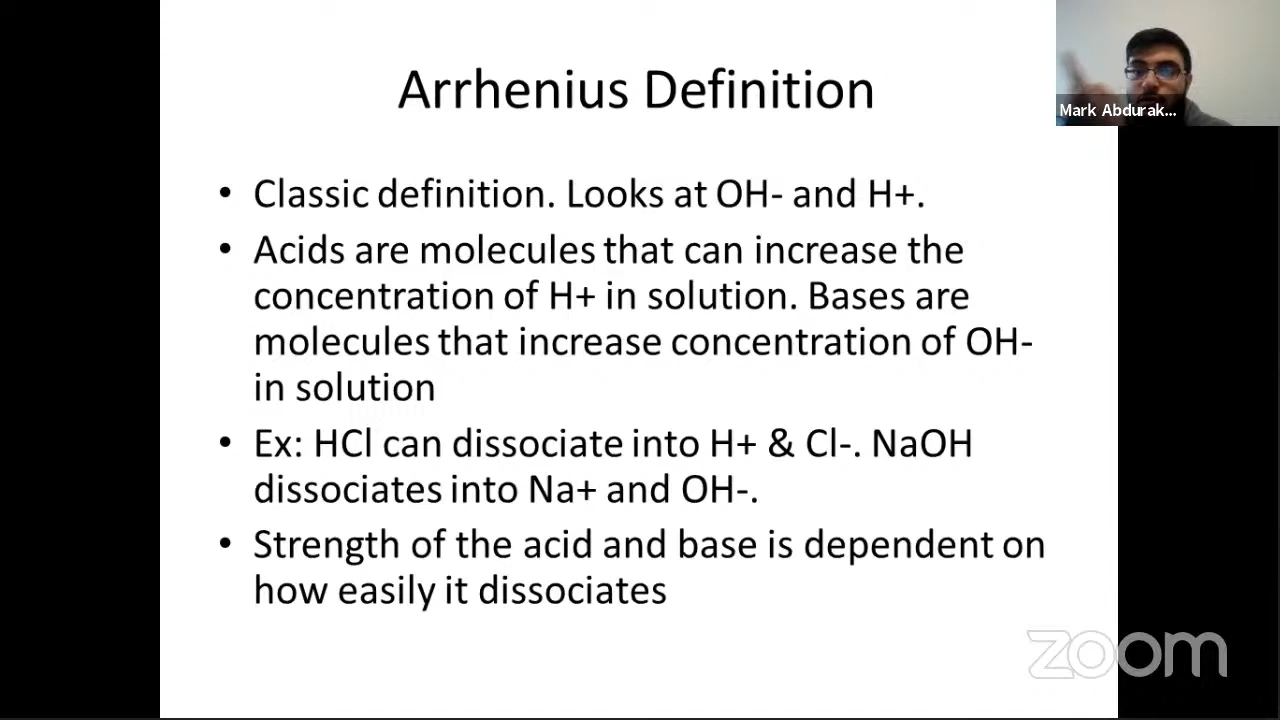 Arrhenius Definition
Mark Abdurak...
• Classic definition. Looks at OH- and H+.
• Acids are molecules that can increase the
concentration of H+ in solution. Bases are
molecules that increase concentration of OH-
in solution
• Ex: HCl can dissociate into H+ & Cl-. NaOH
dissociates into Na+ and OH-.
• Strength of the acid and base is dependent on
how easily it dissociates
zoom